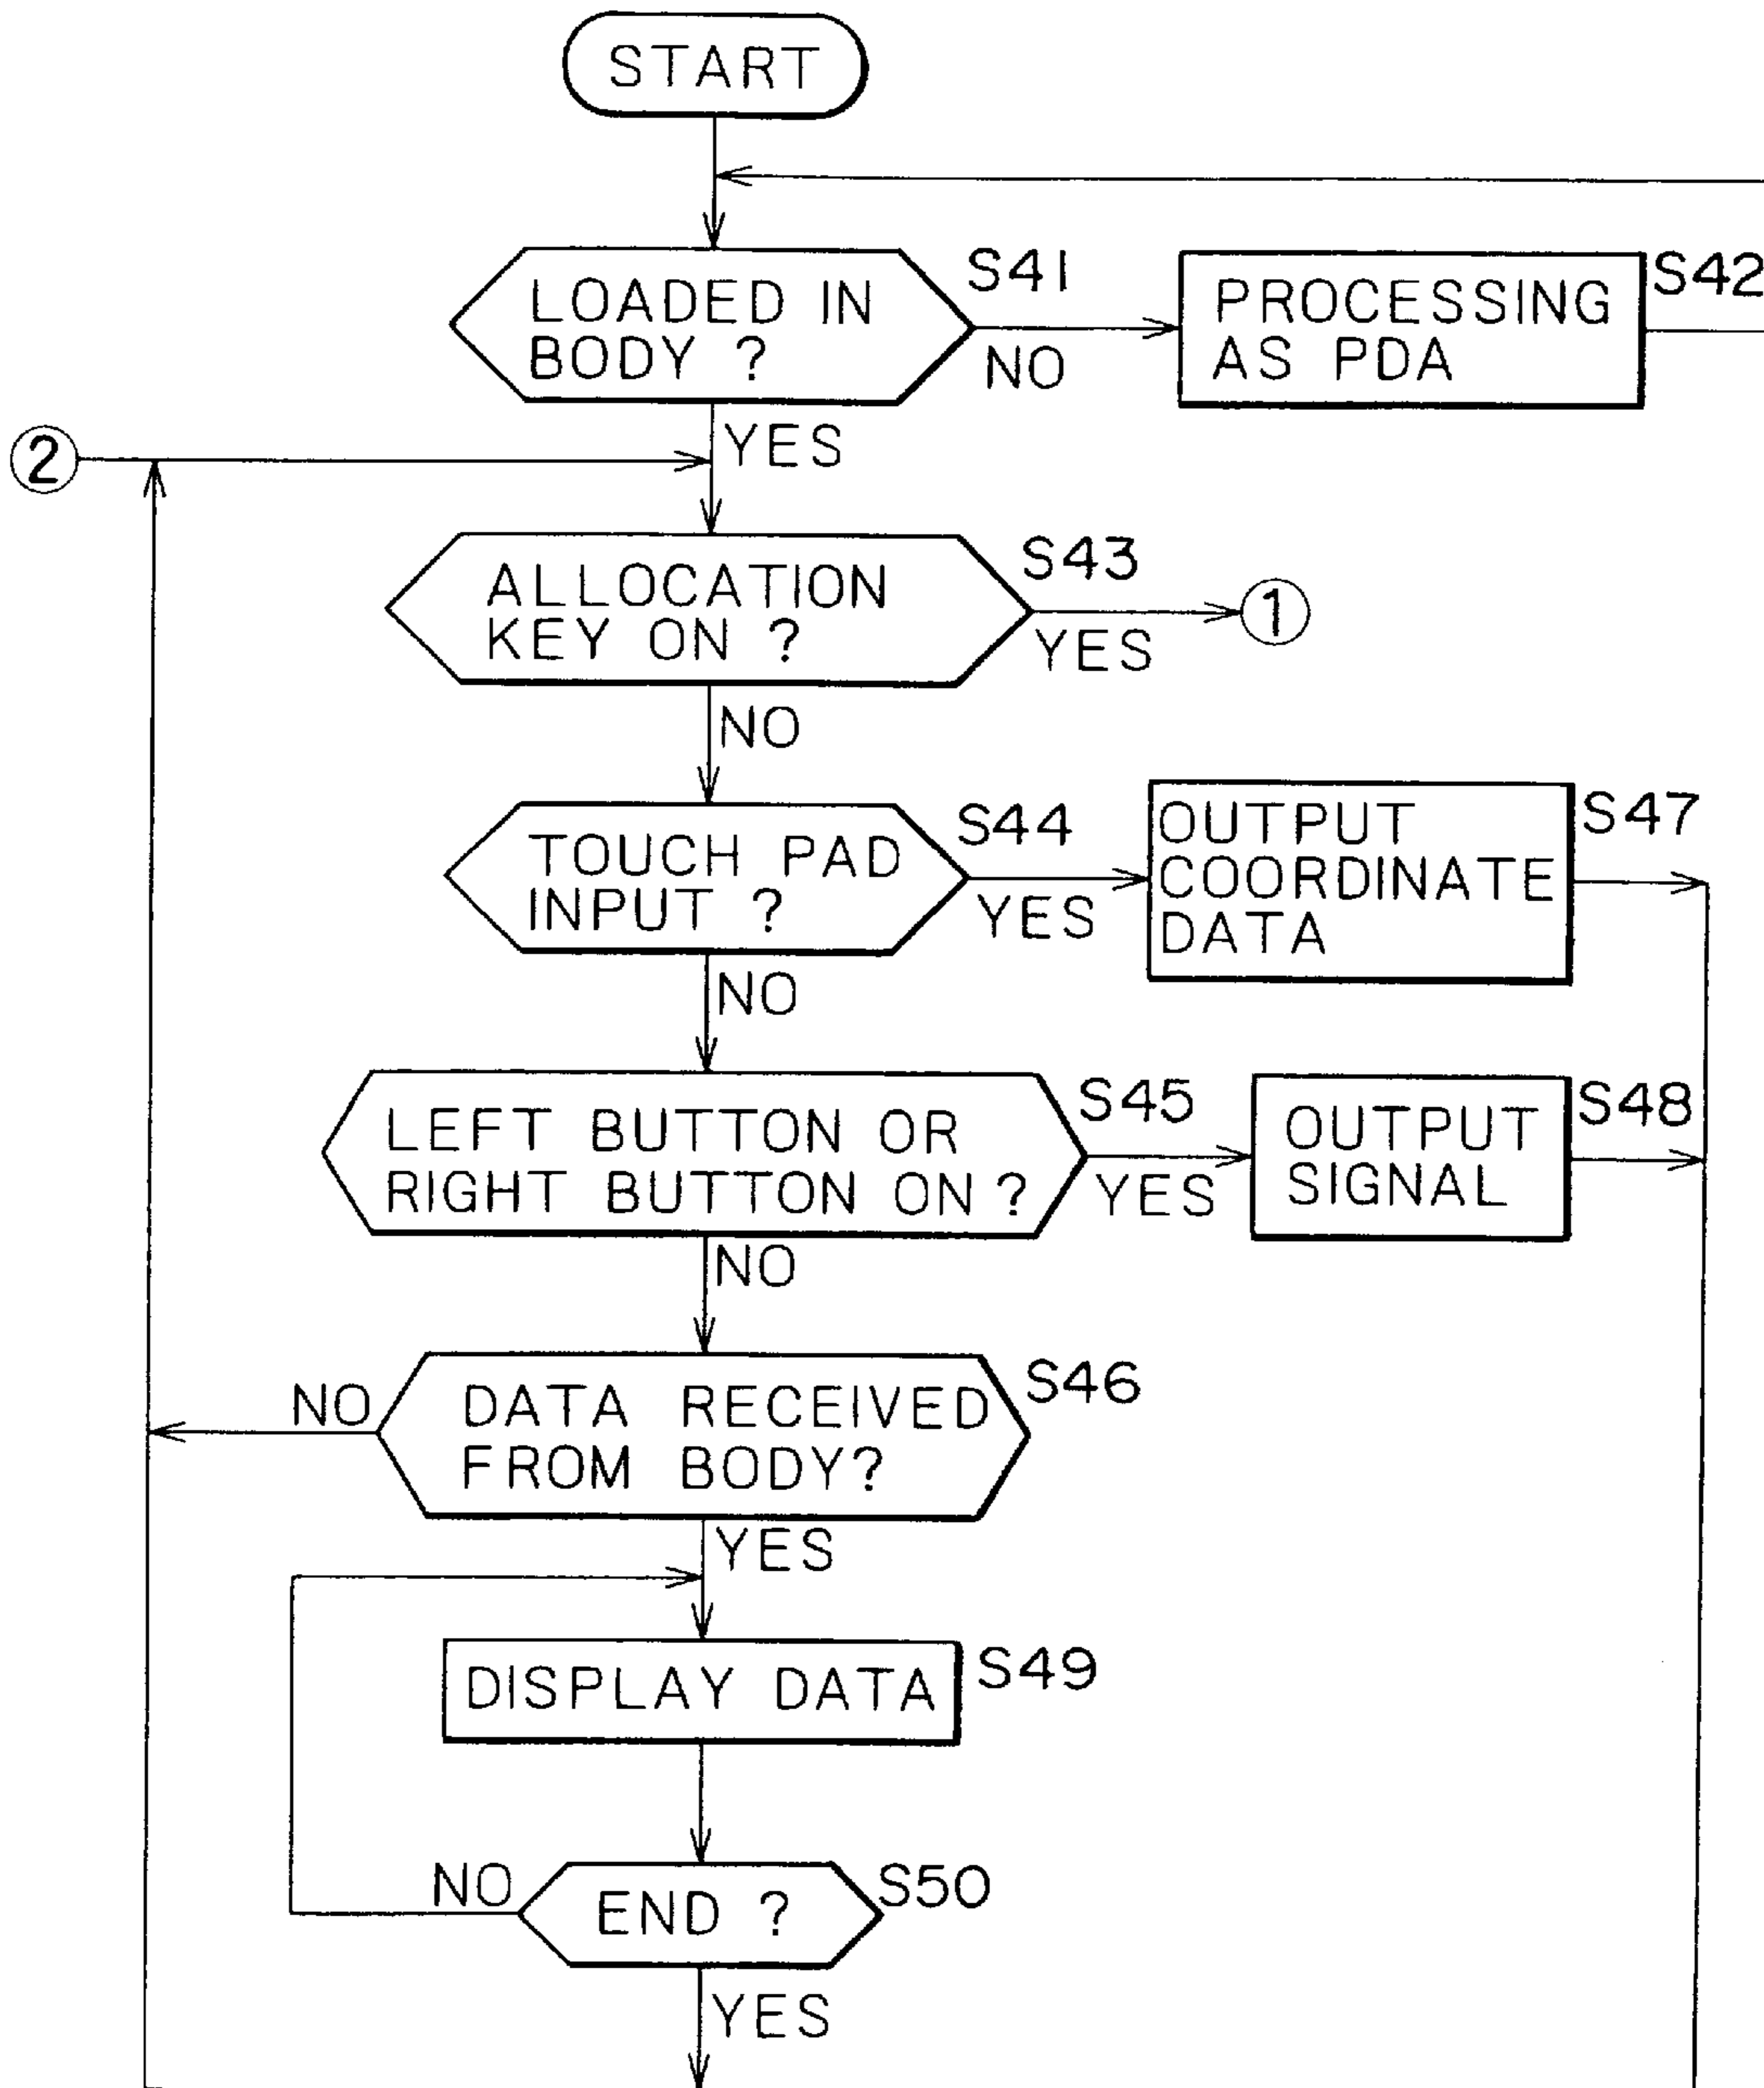 START
LOADED IN
BODY ?
S41
NO
PROCESSING
AS PDA
S42
YES
2
ALLOCATION
KEY ON ?
S43
YES
1
NO
TOUCH PAD
INPUT ?
S44
YES
OUTPUT
COORDINATE
DATA
S47
NO
LEFT BUTTON OR
RIGHT BUTTON ON ?
S45
YES
OUTPUT
SIGNAL
S48
NO
DATA RECEIVED
FROM BODY?
S46
NO
YES
DISPLAY DATA
S49
END ?
S50
NO
YES